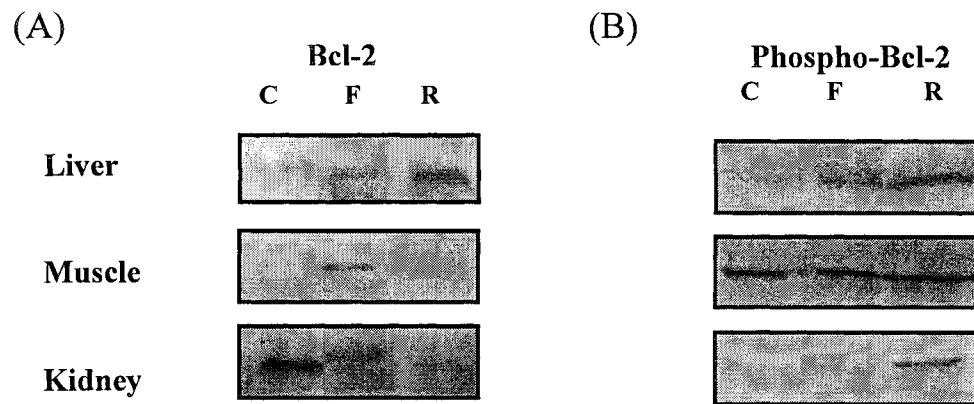 (A)
(B)
Bcl-2
Phospho-Bcl-2
C F R
C F R
Liver
Muscle
Kidney